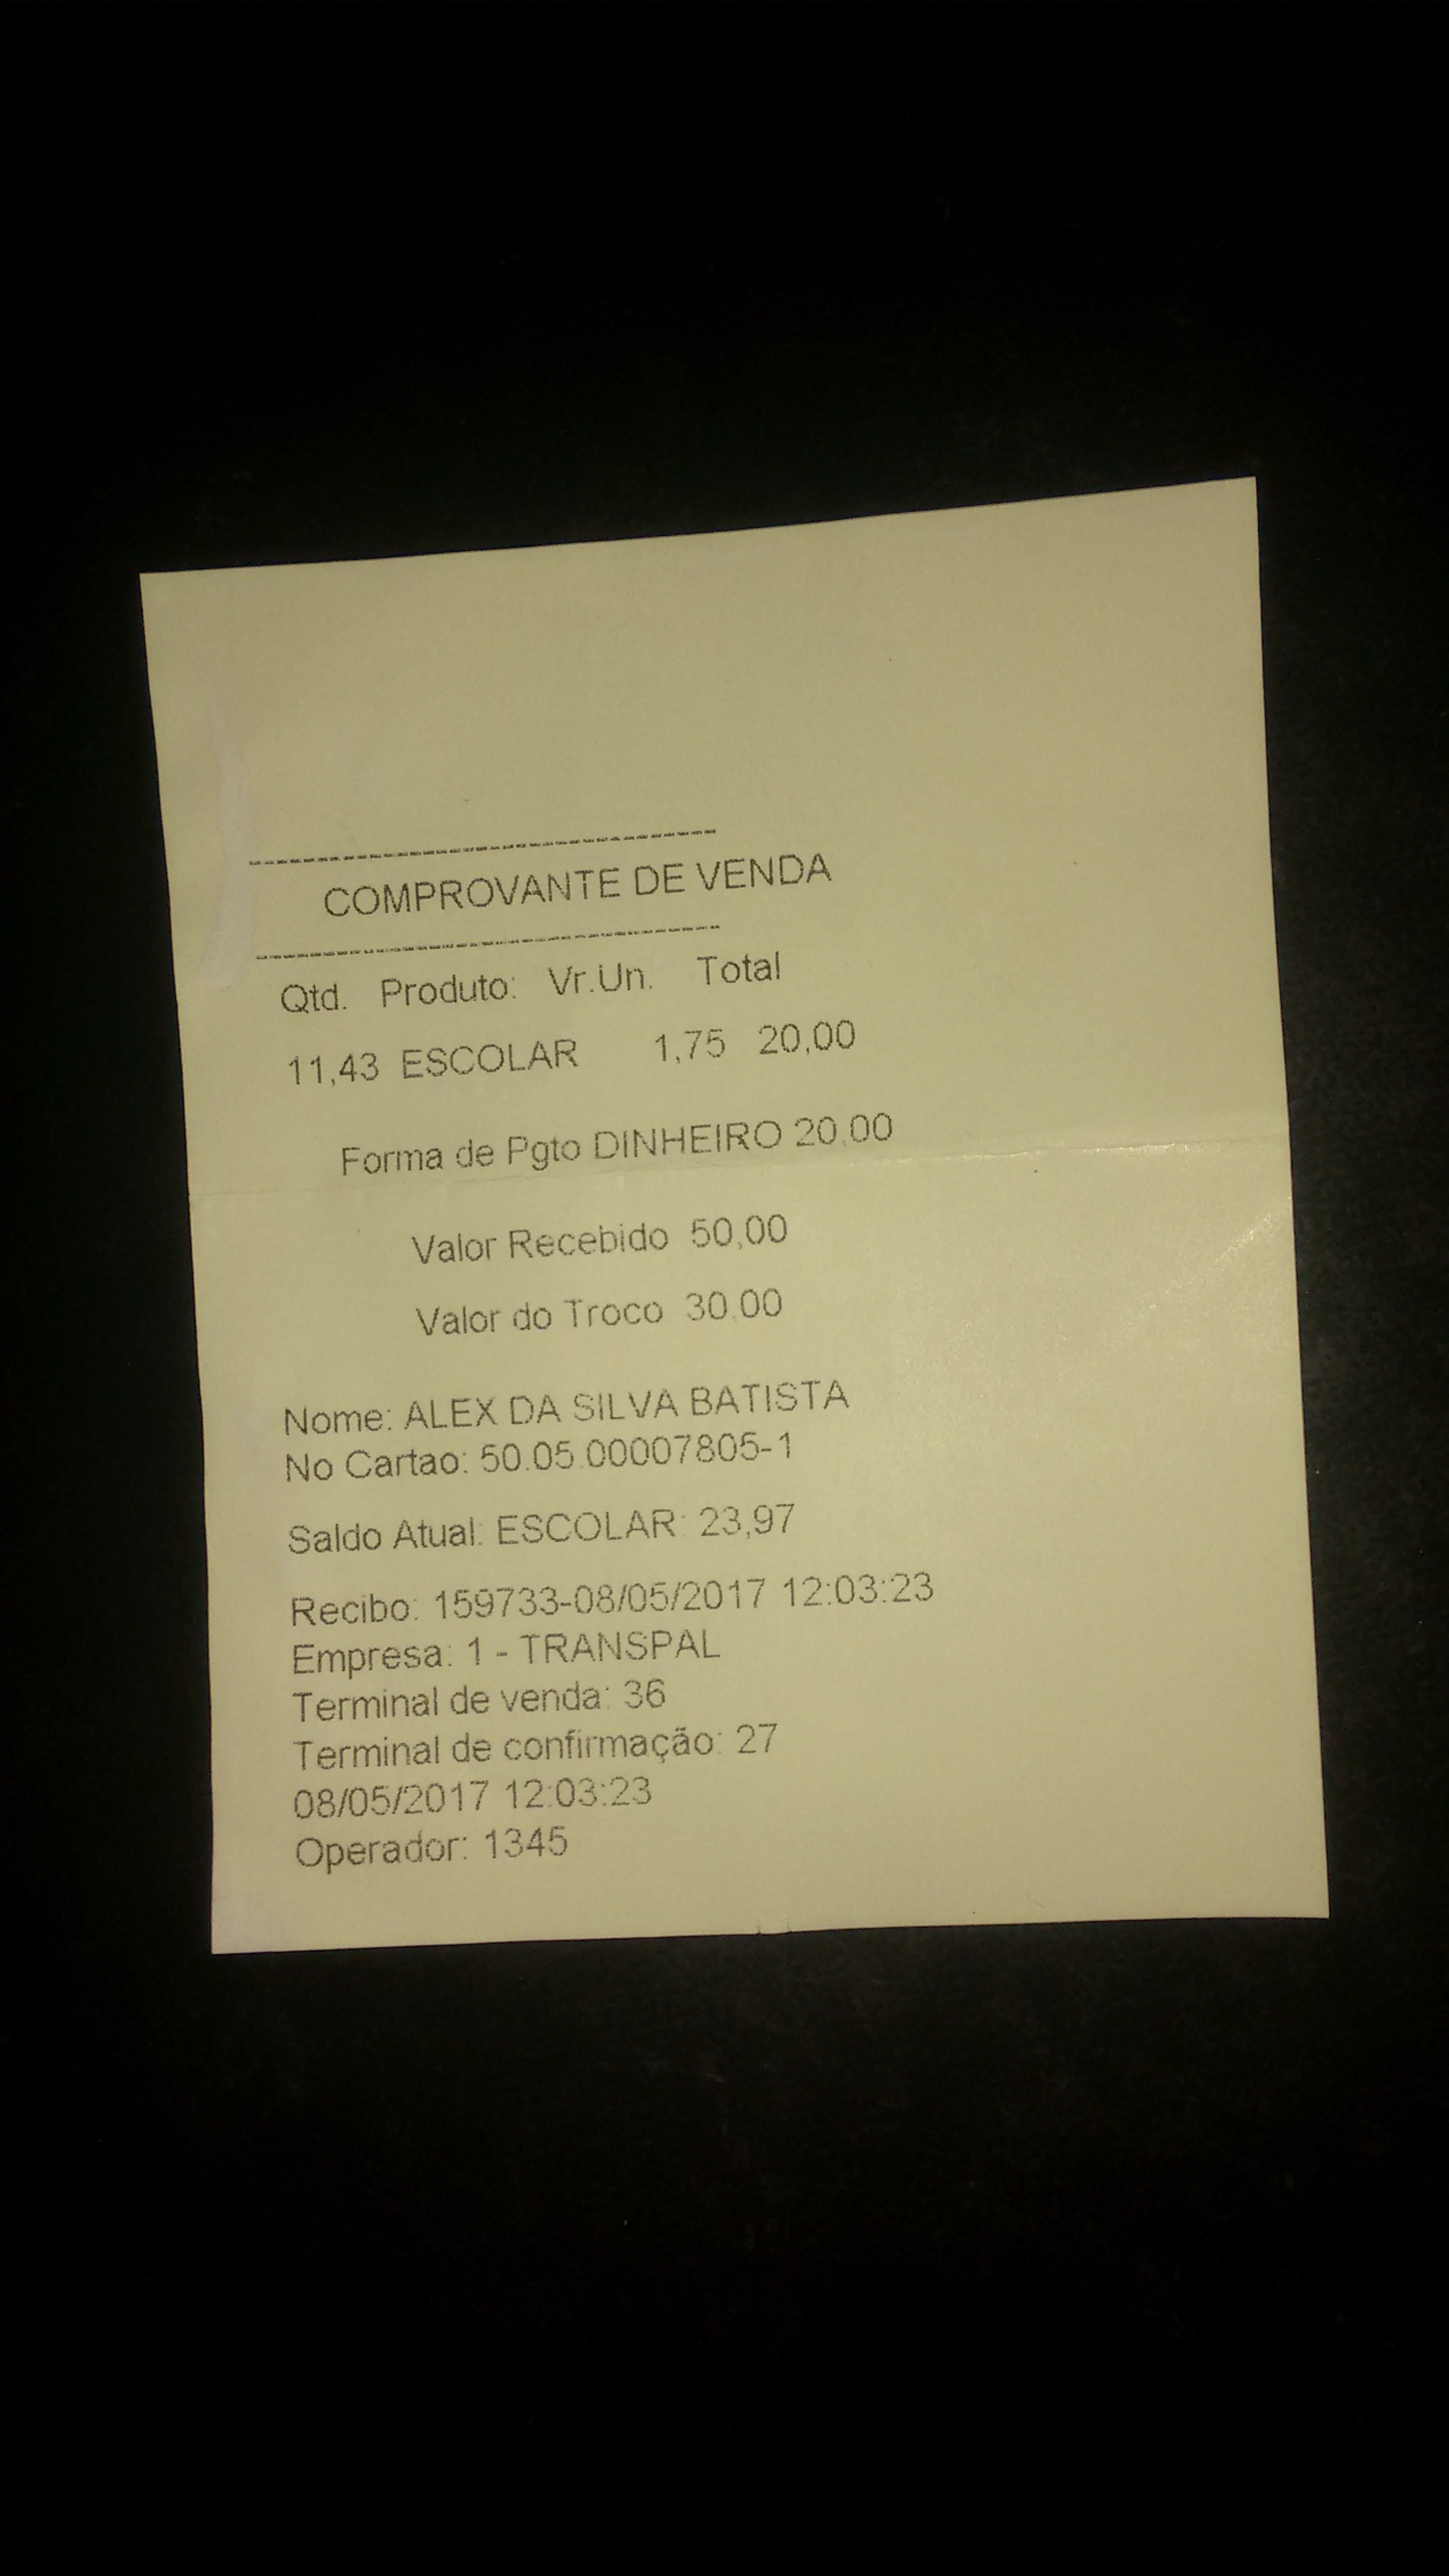 COMPROVANTE DE VENDA
Qtd. Produto: Vr.Un. Total
11,43 ESCOLAR 1,75 20,00
Forma de Pgto DINHEIRO 20,00
Valor Recebido 50,00
Valor do Troco 30,00
Nome: ALEX DA SILVA BATISTA
No Cartao: 50.05.00007805-1
Saldo Atual: ESCOLAR: 23,97
Recibo: 159733-08/05/2017 12:03:23
Empresa: 1 - TRANSPAL
Terminal de venda: 36
Terminal de confirmação: 27
08/05/2017 12:03:23
Operador: 1345